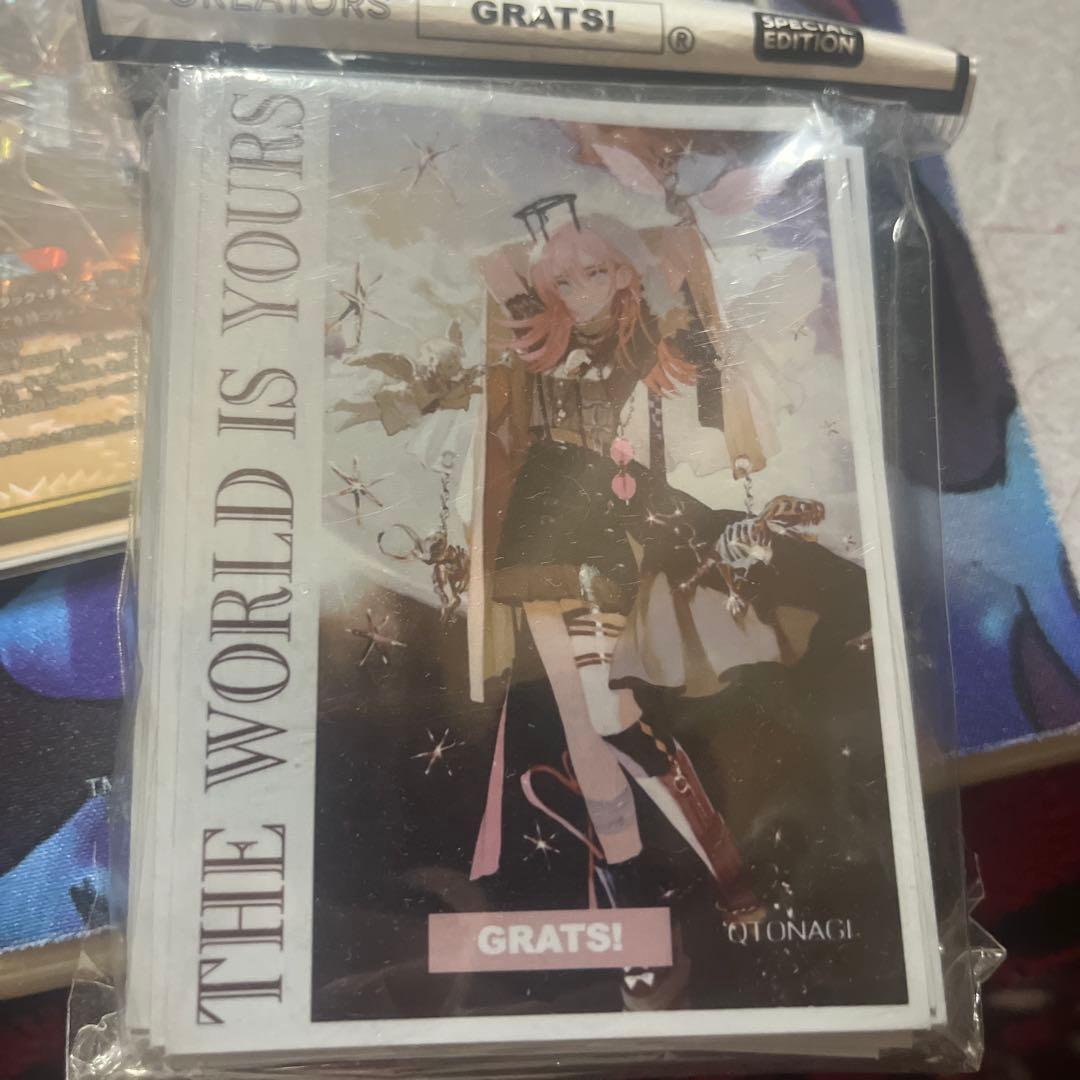 CREATORS GRATS! ®
SPECIAL
EDITION
THE WORLD IS YOURS
GRATS!
QTONAGI